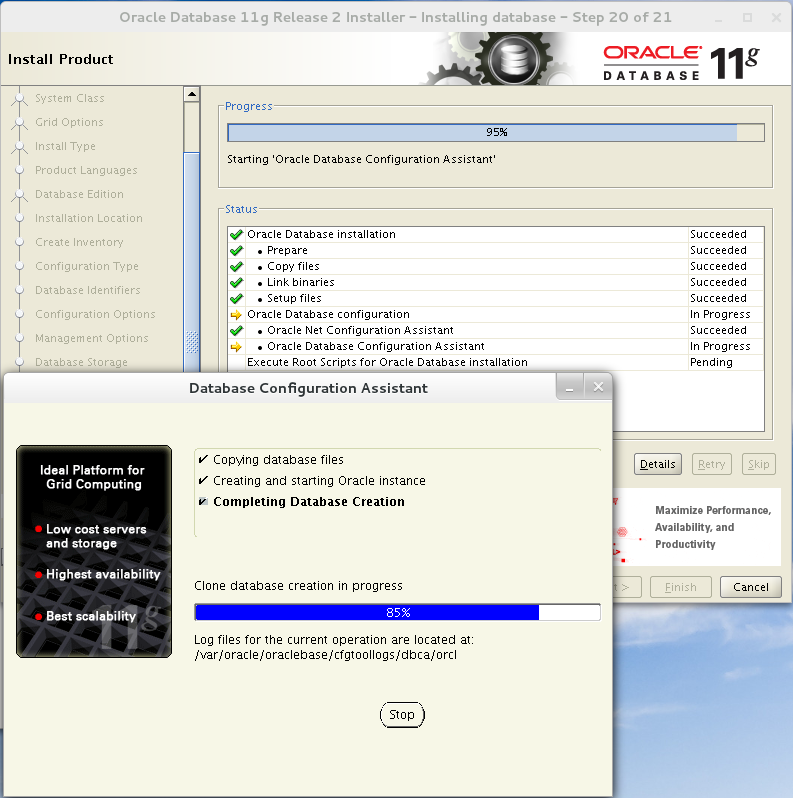 Oracle Database 11g Release 2 Installer - Installing database - Step 20 of 21
Install Product
ORACLE
DATABASE 11g
System Class
Grid Options
Install Type
Product Languages
Database Edition
Installation Location
Create Inventory
Configuration Type
Database Identifiers
Configuration Options
Management Options
Database Storage
Progress
95%
Starting 'Oracle Database Configuration Assistant'
Status
Oracle Database installation Succeeded
• Prepare Succeeded
• Copy files Succeeded
• Link binaries Succeeded
• Setup files Succeeded
Oracle Database configuration In Progress
• Oracle Net Configuration Assistant Succeeded
• Oracle Database Configuration Assistant In Progress
Execute Root Scripts for Oracle Database installation Pending
Details Retry Skip
Maximize Performance,
Availability, and
Productivity
t > Finish Cancel
Database Configuration Assistant
Ideal Platform for
Grid Computing
• Low cost servers
and storage
• Highest availability
• Best scalability
11g
Copying database files
Creating and starting Oracle instance
Completing Database Creation
Clone database creation in progress
85%
Log files for the current operation are located at:
/var/oracle/oraclebase/cfgtoollogs/dbca/orcl
Stop